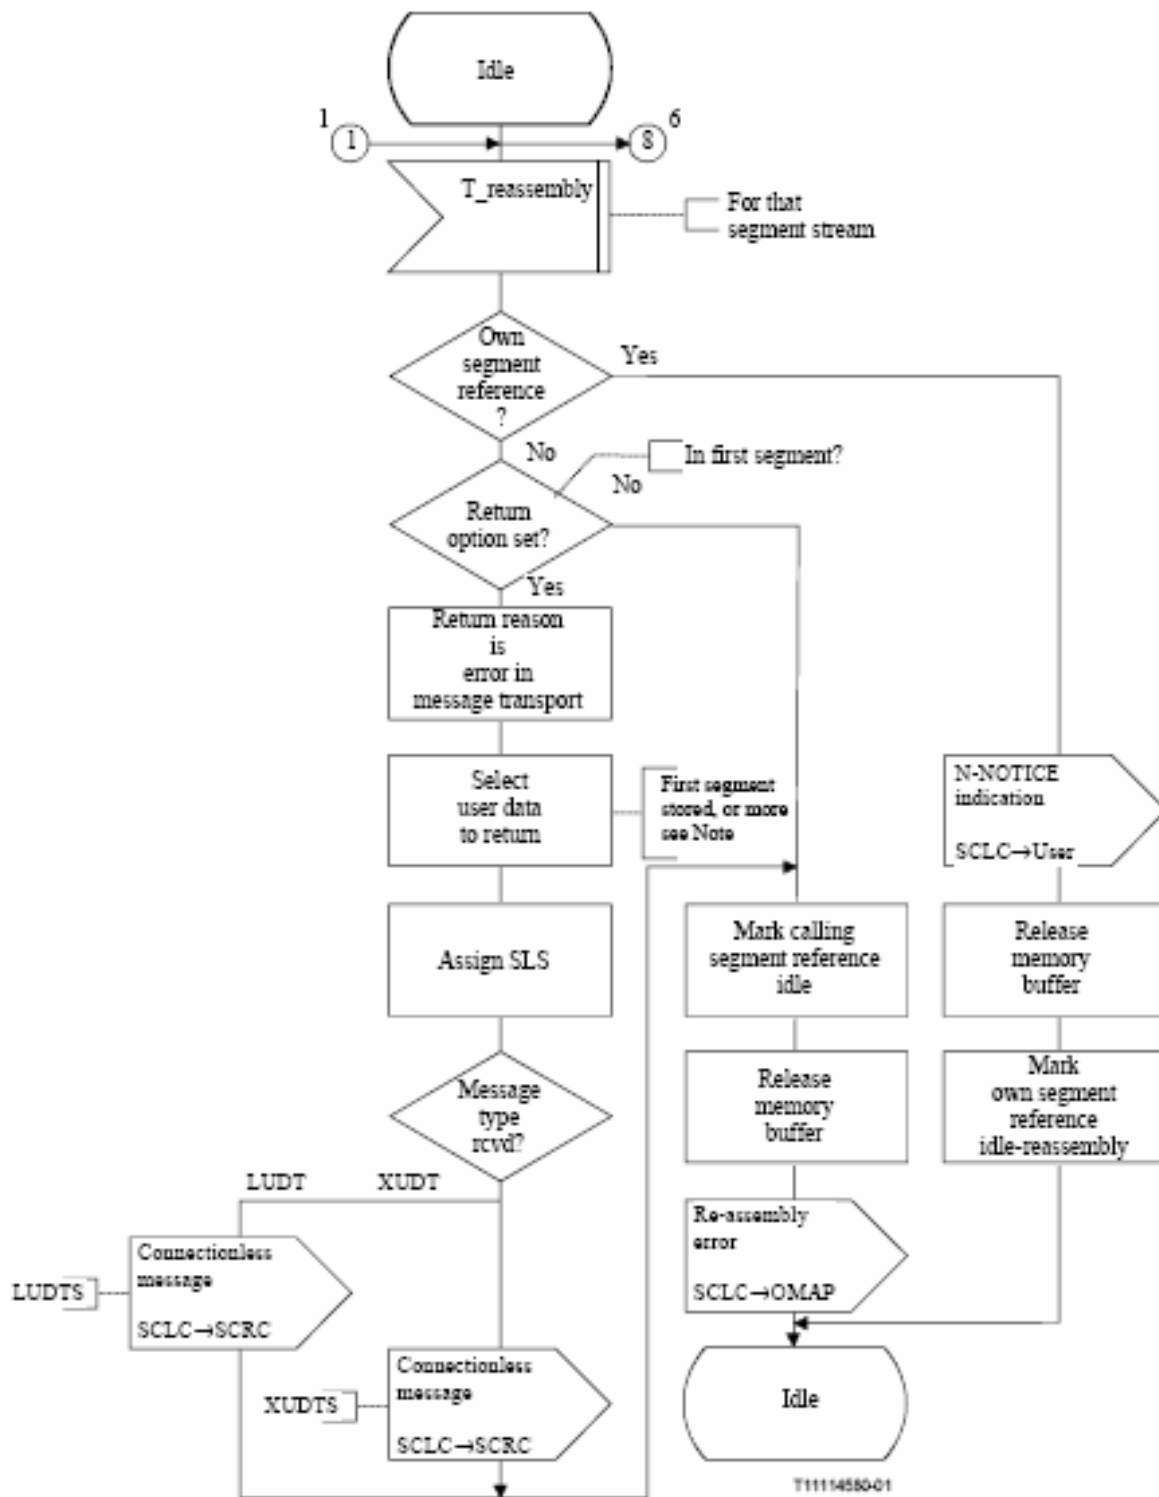 Idle
1
1
8
6
T_reassembly
For that
segment stream
Own
segment
reference
?
Yes
No
In first segment?
No
Return
option set?
Yes
Return reason
is
error in
message transport
Select
user data
to return
First segment
stored, or more
see Note
N-NOTICE
indication
SCLC→User
Assign SLS
Mark calling
segment reference
idle
Release
memory
buffer
Message
type
rcvd?
Release
memory
buffer
Mark
own segment
reference
idle-reassembly
LUDT
XUDT
Connectionless
message
SCLC→SCRC
LUDTS
Re-assembly
error
SCLC→OMAP
Connectionless
message
SCLC→SCRC
XUDTS
Idle
T11114580-01